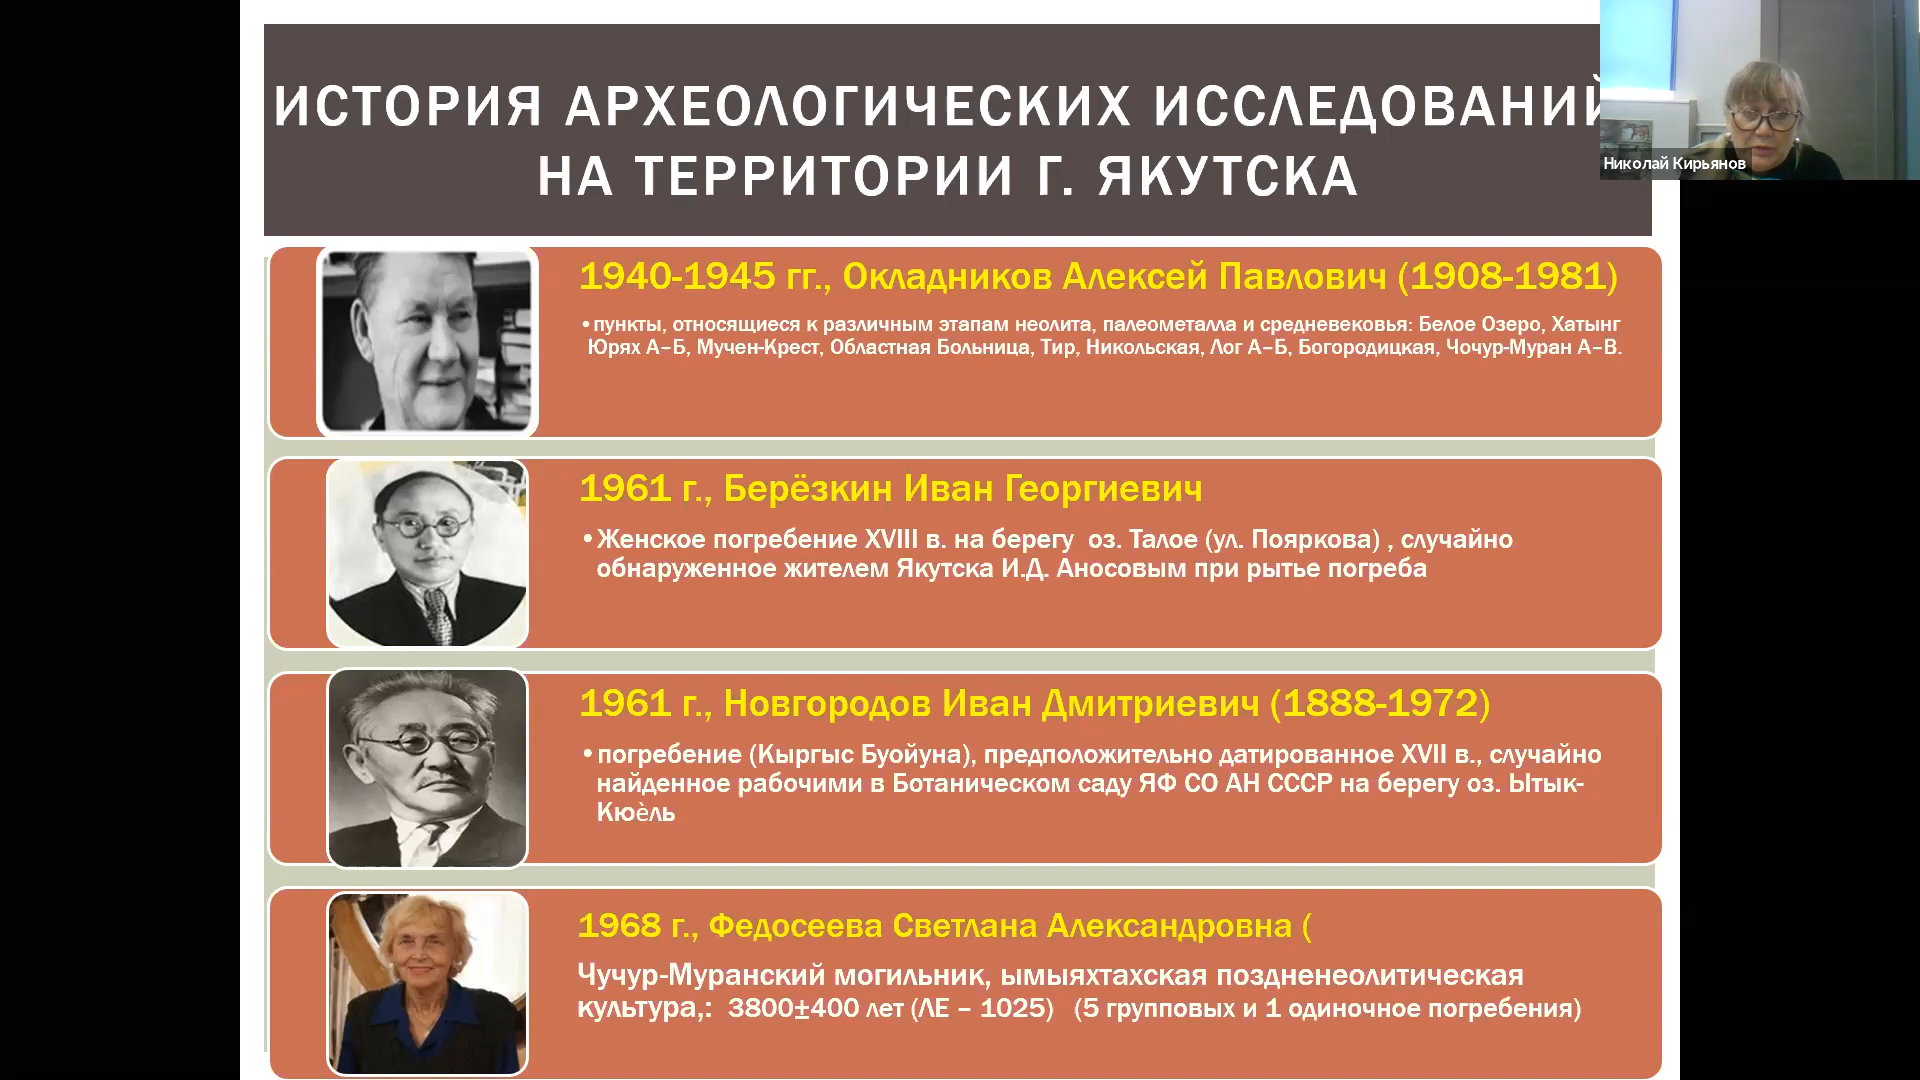 ИСТОРИЯ АРХЕОЛОГИЧЕСКИХ ИССЛЕДОВАНИЙ
НА ТЕРРИТОРИИ Г. ЯКУТСКА
Николай Кирьянов
1940-1945 гг., Окладников Алексей Павлович (1908-1981)
•пункты, относящиеся к различным этапам неолита, палеометалла и средневековья: Белое Озеро, Хатынг
Юрях А–Б, Мучен-Крест, Областная Больница, Тир, Никольская, Лог А–Б, Богородицкая, Чочур-Муран А–В.
1961 г., Берёзкин Иван Георгиевич
•Женское погребение XVIII в. на берегу оз. Талое (ул. Пояркова) , случайно
обнаруженное жителем Якутска И.Д. Аносовым при рытье погреба
1961 г., Новгородов Иван Дмитриевич (1888-1972)
•погребение (Кыргыс Буойуна), предположительно датированное XVII в., случайно
найденное рабочими в Ботаническом саду ЯФ СО АН СССР на берегу оз. Ытык-
Кюѐль
1968 г., Федосеева Светлана Александровна (
Чучур-Муранский могильник, ымыяхтахская поздненеолитическая
культура,: 3800±400 лет (ЛЕ – 1025) (5 групповых и 1 одиночное погребения)